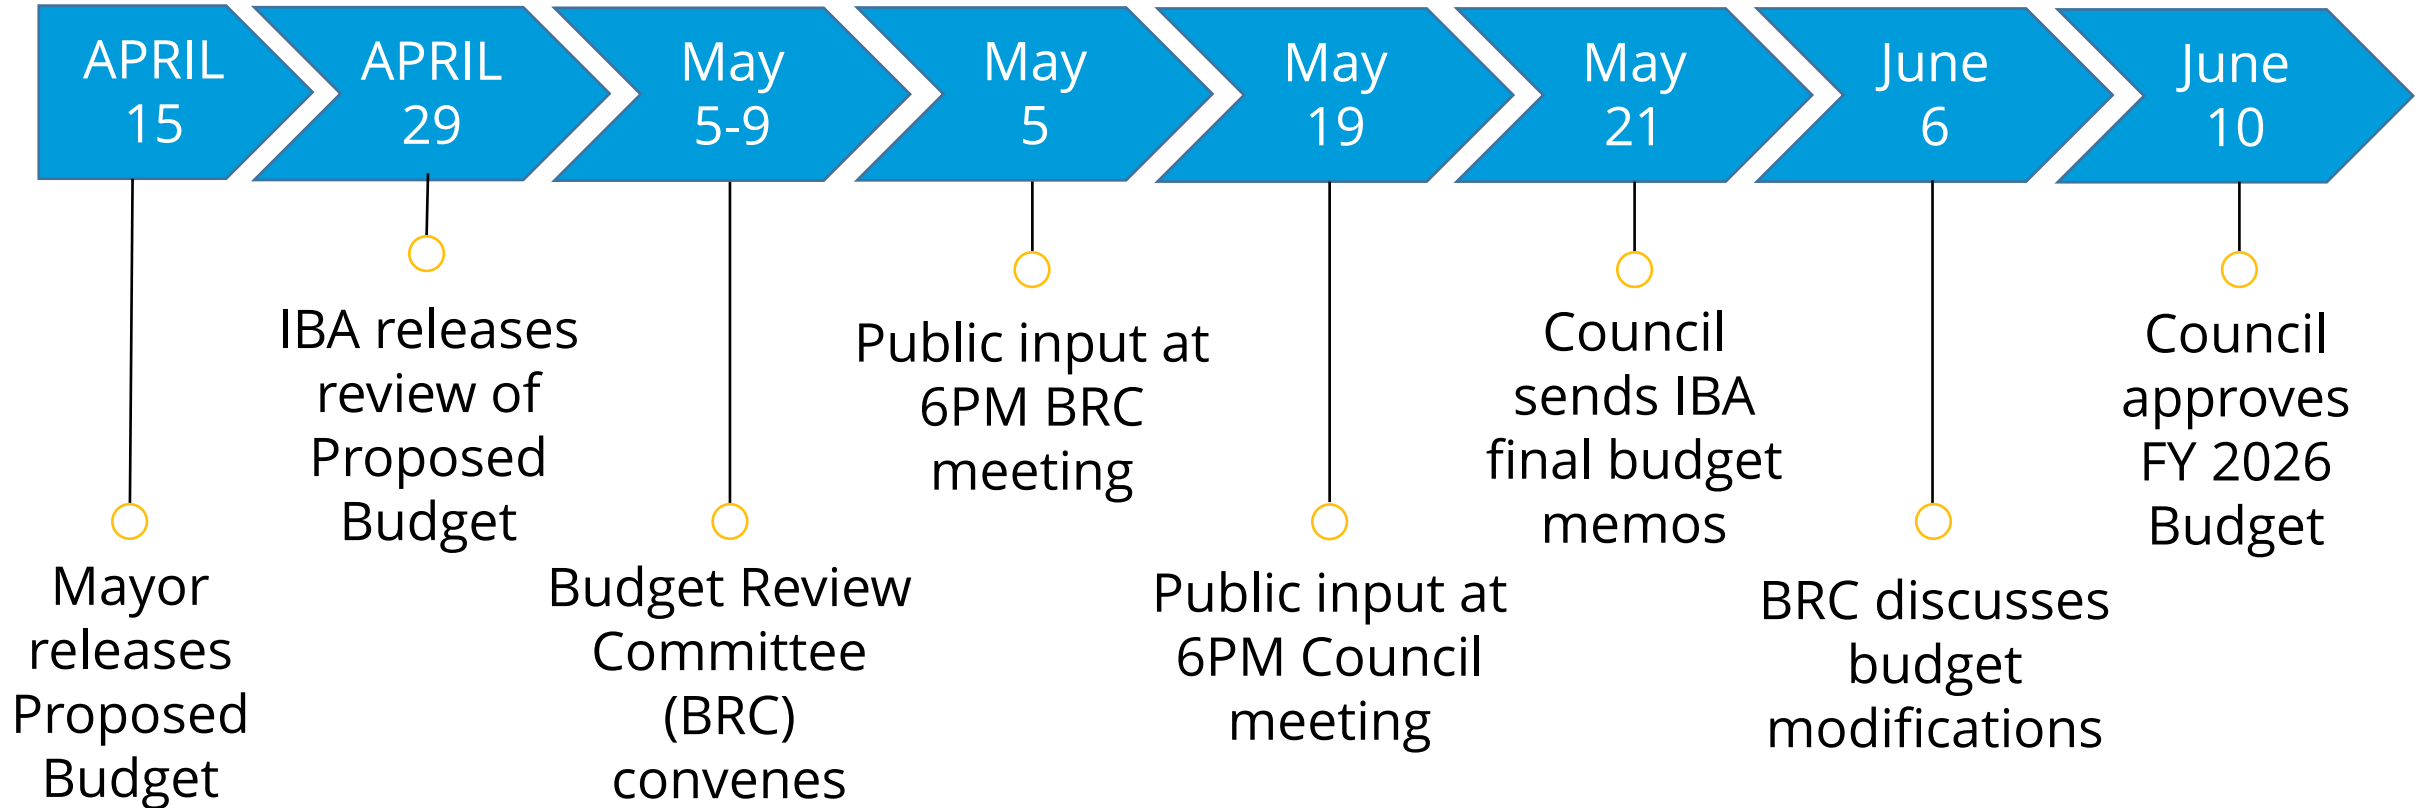 APRIL
15
APRIL
29
May
5-9
May
5
May
19
May
21
June
6
June
10
Mayor
releases
Proposed
Budget
IBA releases
review of
Proposed
Budget
Budget Review
Committee
(BRC)
convenes
Public input at
6PM BRC
meeting
Public input at
6PM Council
meeting
Council
sends IBA
final budget
memos
BRC discusses
budget
modifications
Council
approves
FY 2026
Budget